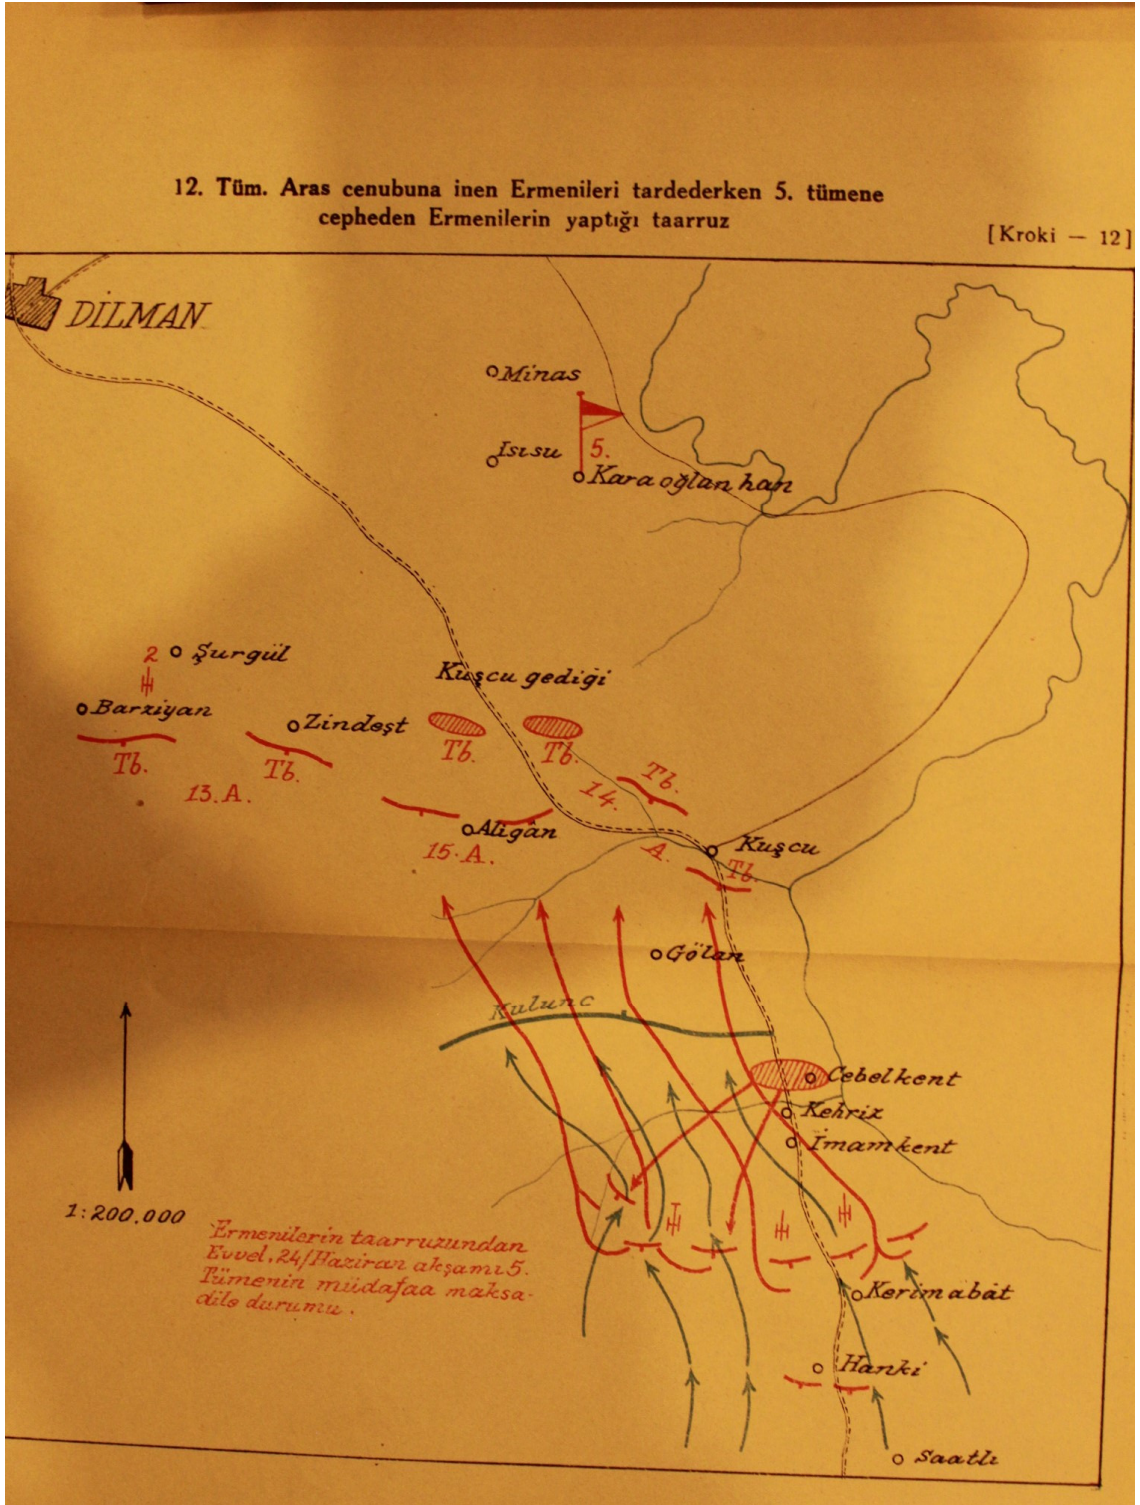 12. Tüm. Aras cenubuna inen Ermenileri tardederken 5. tümene
cepheden Ermenilerin yaptığı taarruz
[Kroki — 12]
DİLMAN
Minas
Isısu
5.
Kara oğlan han
2
Şurgül
Kuşcu gediği
Barziyan
Zindeşt
Tb.
Tb.
Tb.
Tb.
Tb.
13. A.
14.
Aligân
15. A.
A.
Kuşcu
Tb.
Gölan
Kulunc
Cebelkent
Kehriz
İmamkent
1:200.000
Ermenilerin taarruzundan
Evvel, 24/Haziran akşamı 5.
Tümenin müdafaa maksa-
dile durumu.
Kerim abat
Hanki
Saatlı